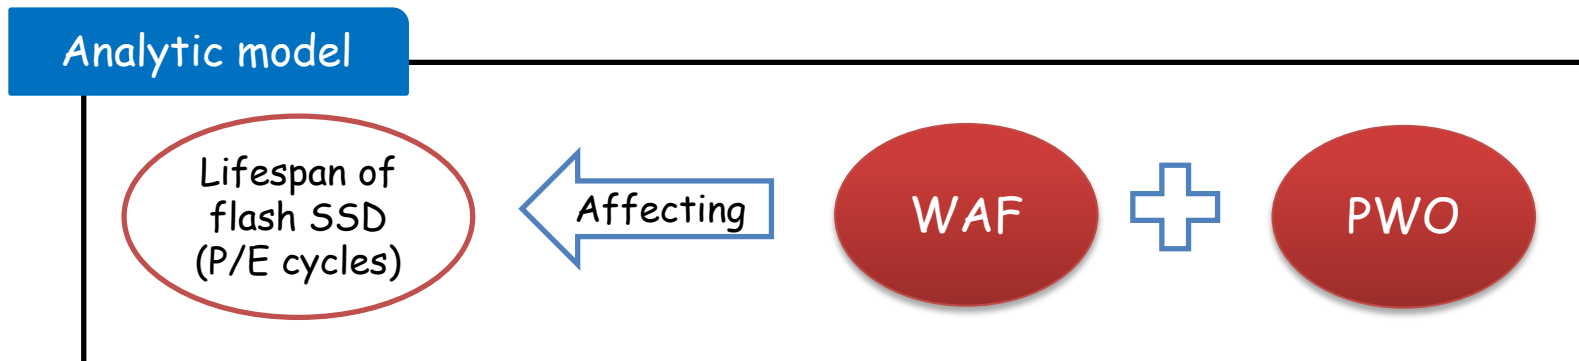 Analytic model
Lifespan of
flash SSD
(P/E cycles)
Affecting
WAF
PWO